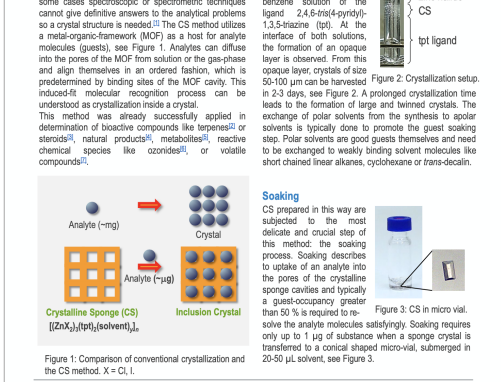 some cases spectroscopic or spectrometric techniques
cannot give definitive answers to the analytical problems
so a crystal structure is needed.[1] The CS method utilizes
a metal-organic-framework (MOF) as a host for analyte
molecules (guests), see Figure 1. Analytes can diffuse
into the pores of the MOF from solution or the gas-phase
and align themselves in an ordered fashion, which is
predetermined by binding sites of the MOF cavity. This
induced-fit molecular recognition process can be
understood as crystallization inside a crystal.
This method was already successfully applied in
determination of bioactive compounds like terpenes[2] or
steroids[3], natural products[4], metabolites[5], reactive
chemical species like ozonides[6], or volatile
compounds[7].
Analyte (~mg)
Crystal
Analyte (~µg)
Crystalline Sponge (CS)
Inclusion Crystal
[(ZnX2)3(tpt)2(solvent)y]n
Figure 1: Comparison of conventional crystallization and
the CS method. X = Cl, I.
benzene solution of the
ligand 2,4,6-tris(4-pyridyl)-
1,3,5-triazine (tpt). At the
interface of both solutions,
the formation of an opaque
layer is observed. From this
opaque layer, crystals of size
50-100 µm can be harvested
in 2-3 days, see Figure 2. A prolonged crystallization time
leads to the formation of large and twinned crystals. The
exchange of polar solvents from the synthesis to apolar
solvents is typically done to promote the guest soaking
step. Polar solvents are good guests themselves and need
to be exchanged to weakly binding solvent molecules like
short chained linear alkanes, cyclohexane or trans-decalin.
CS
tpt ligand
Figure 2: Crystallization setup.
Soaking
CS prepared in this way are
subjected to the most
delicate and crucial step of
this method: the soaking
process. Soaking describes
to uptake of an analyte into
the pores of the crystalline
sponge cavities and typically
a guest-occupancy greater
than 50 % is required to re-
solve the analyte molecules satisfyingly. Soaking requires
only up to 1 µg of substance when a sponge crystal is
transferred to a conical shaped micro-vial, submerged in
20-50 µL solvent, see Figure 3.
Figure 3: CS in micro vial.